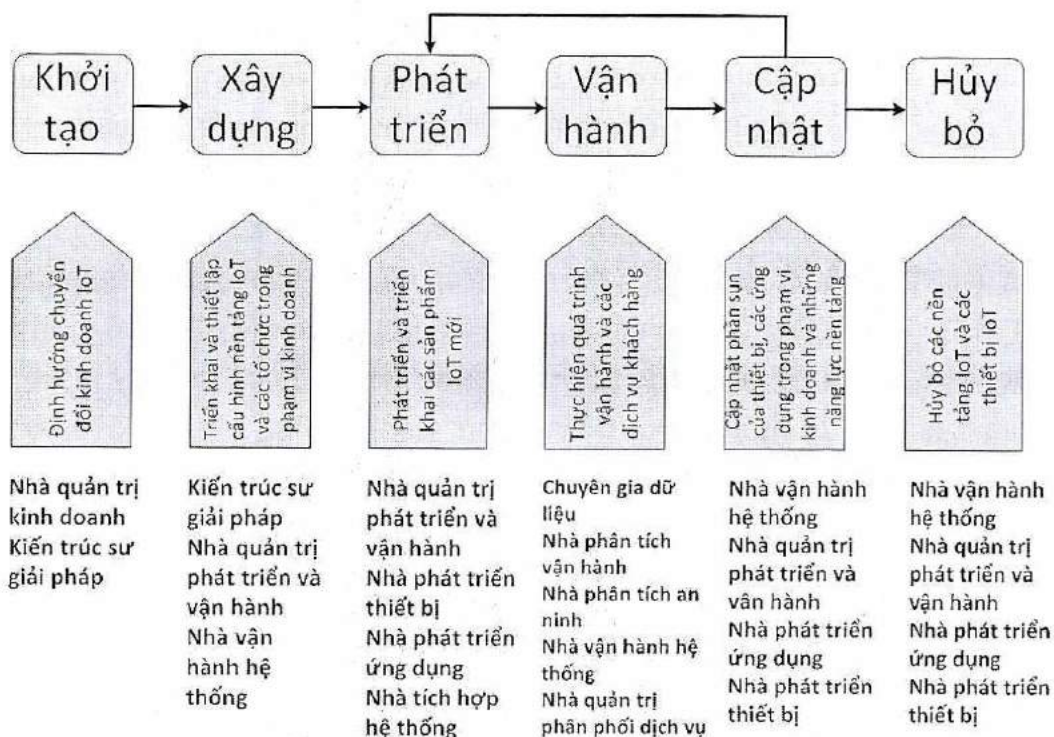 Khởi
tạo
Xây
dựng
Phát
triển
Vận
hành
Cập
nhật
Hủy
bỏ
Định hướng chuyển
đổi kinh doanh IoT
Triển khai và thiết lập
cấu hình nền tảng IoT
và các tổ chức trong
phạm vi kinh doanh
Phát triển và triển
khai các sản phẩm
IoT mới
Thực hiện quá trình
vận hành và các
dịch vụ khách hàng
Cập nhật phần sụn
của thiết bị, các ứng
dụng trong phạm vi
kinh doanh và những
năng lực nền tảng
Hủy bỏ các nền
tảng IoT và các
thiết bị IoT
Nhà quản trị
kinh doanh
Kiến trúc sư
giải pháp
Kiến trúc sư
giải pháp
Nhà quản trị
phát triển và
vận hành
Nhà vận
hành hệ
thống
Nhà quản trị
phát triển và
vận hành
Nhà phát triển
thiết bị
Nhà phát triển
ứng dụng
Nhà tích hợp
hệ thống
Chuyên gia dữ
liệu
Nhà phân tích
vận hành
Nhà phân tích an
ninh
Nhà vận hành hệ
thống
Nhà quản trị
phân phối dịch vụ
Nhà vận hành
hệ thống
Nhà quản trị
phát triển và
vân hành
Nhà phát triển
ứng dụng
Nhà phát triển
thiết bị
Nhà vận hành
hệ thống
Nhà quản trị
phát triển và
vận hành
Nhà phát triển
ứng dụng
Nhà phát triển
thiết bị